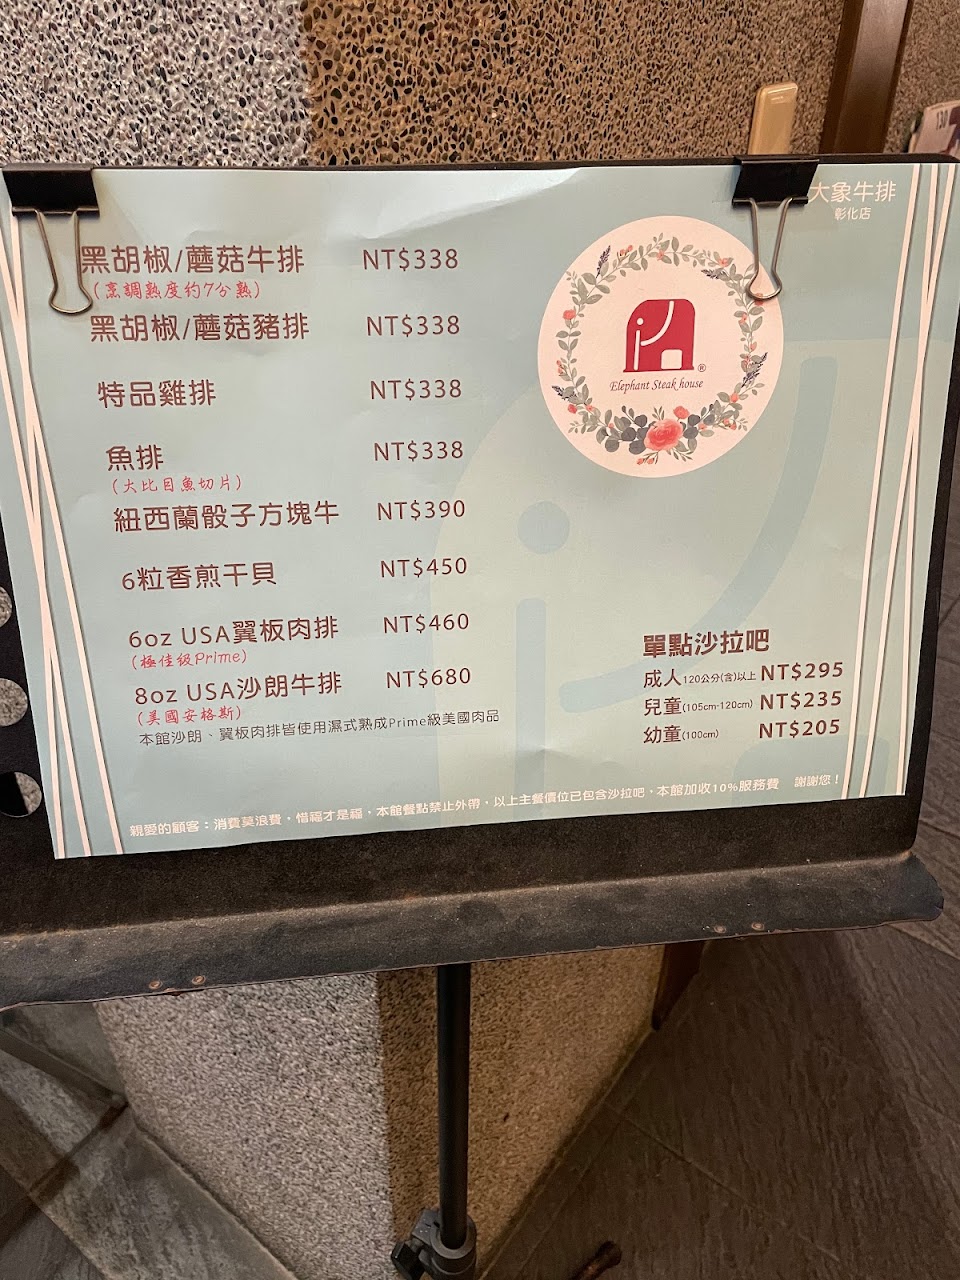 大象牛排
彰化店
黑胡椒/蘑菇牛排 NT$338
(烹調熟度約7分熟)
黑胡椒/蘑菇豬排 NT$338
特品雞排 NT$338
魚排 NT$338
(大比目魚切片)
紐西蘭骰子方塊牛 NT$390
6粒香煎干貝 NT$450
6oz USA翼板肉排 NT$460
(極佳級Prime)
8oz USA沙朗牛排 NT$680
(美國安格斯)
本館沙朗、翼板肉排皆使用濕式熟成Prime級美國肉品
Elephant Steak house
®
單點沙拉吧
成人120公分(含)以上 NT$295
兒童(105cm-120cm) NT$235
幼童(100cm) NT$205
親愛的顧客：消費莫浪費，惜福才是福，本館餐點禁止外帶，以上主餐價位已包含沙拉吧，本館加收10%服務費 謝謝您！
130